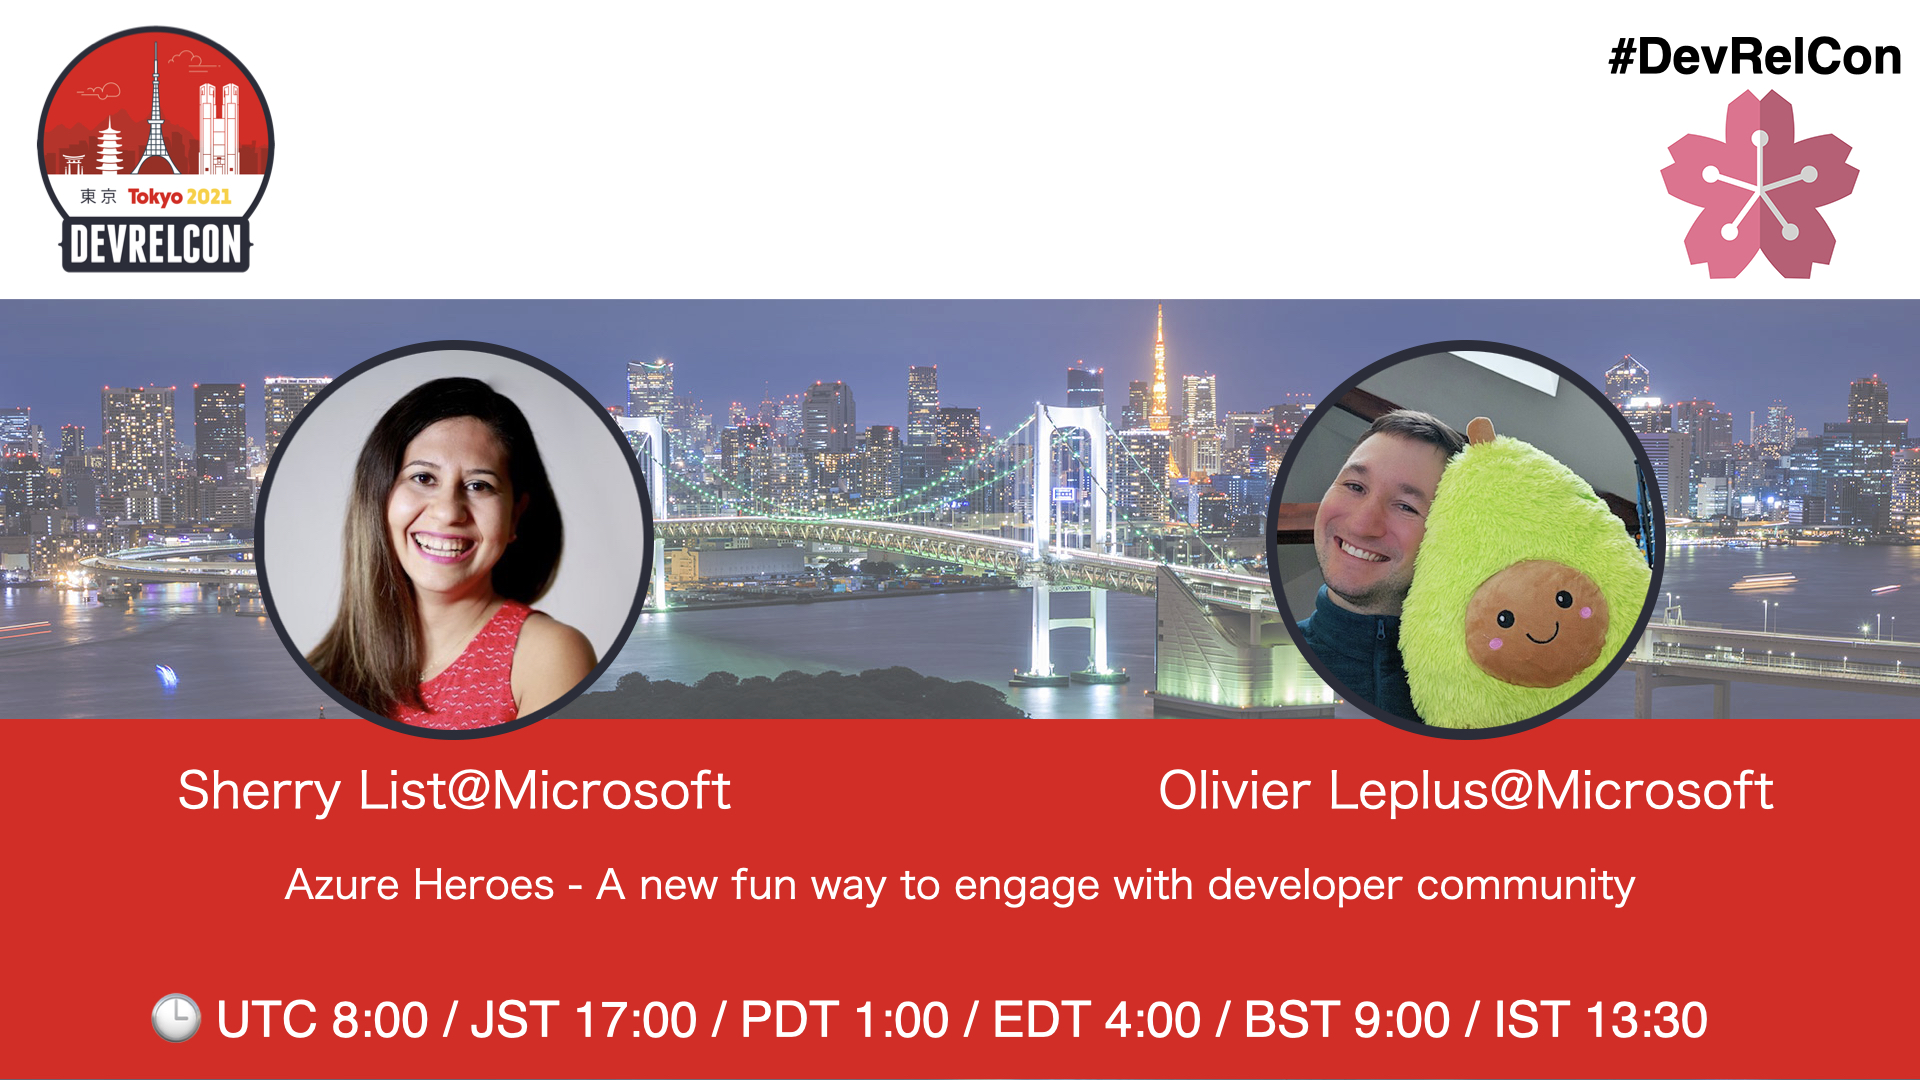 #DevRelCon
東京 Tokyo 2021
DEVRELCON
Sherry List@Microsoft
Olivier Leplus@Microsoft
Azure Heroes - A new fun way to engage with developer community
UTC 8:00 / JST 17:00 / PDT 1:00 / EDT 4:00 / BST 9:00 / IST 13:30